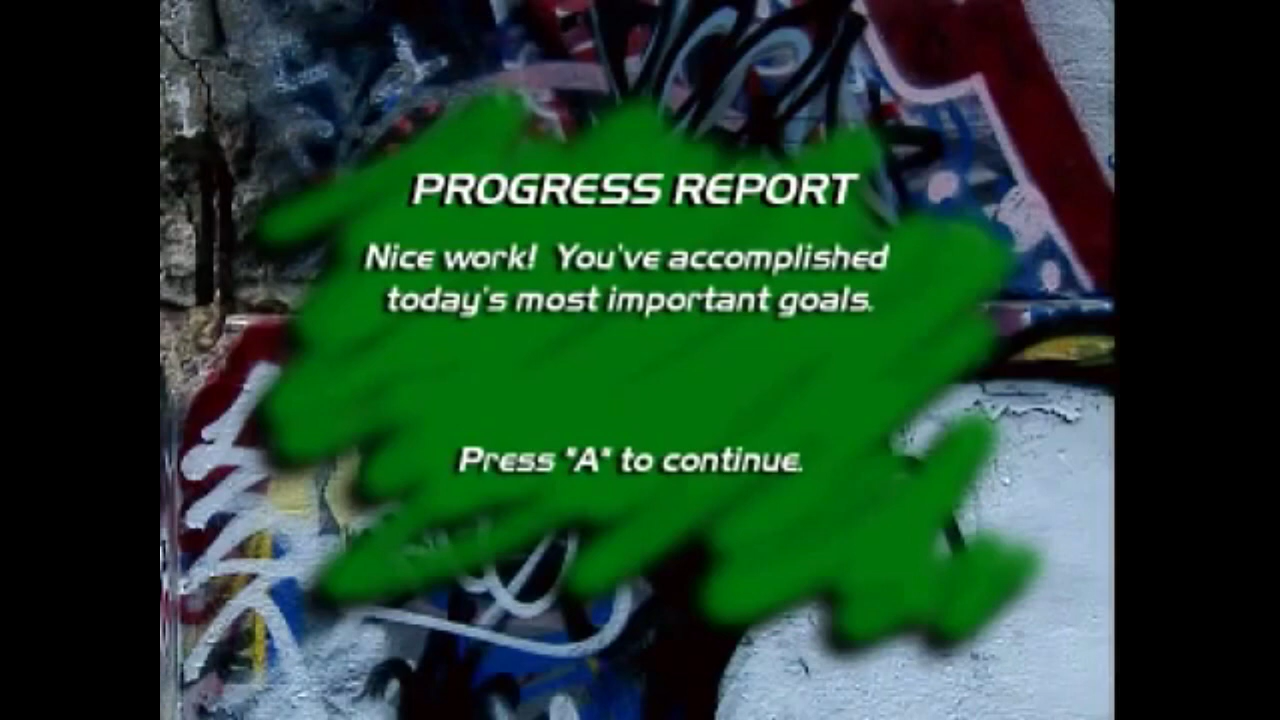 PROGRESS REPORT
Nice work!  You've accomplished
today's most important goals.
Press "A" to continue.